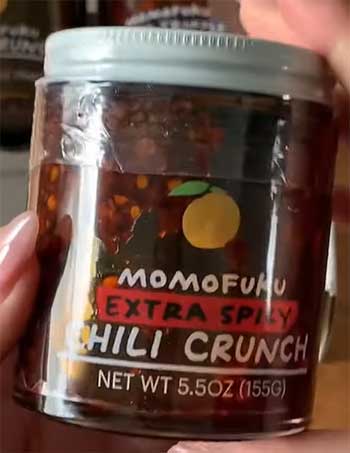 MOMOFUKU
EXTRA SPICY
CHILI CRUNCH
NET WT 5.5OZ (155G)